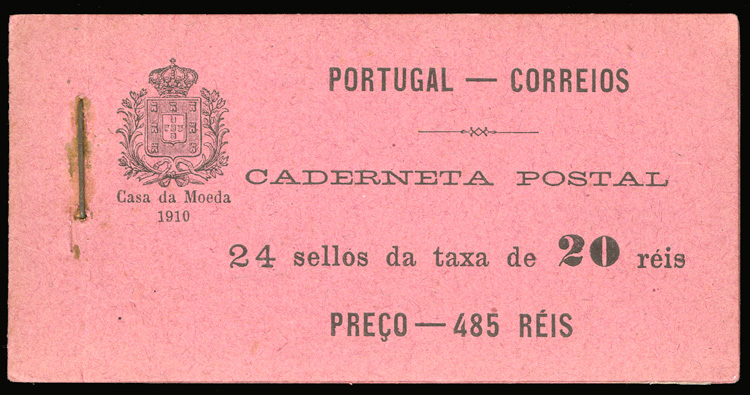 PORTUGAL — CORREIOS
Casa da Moeda
1910
CADERNETA POSTAL
24 sellos da taxa de 20 réis
PREÇO — 485 RÉIS